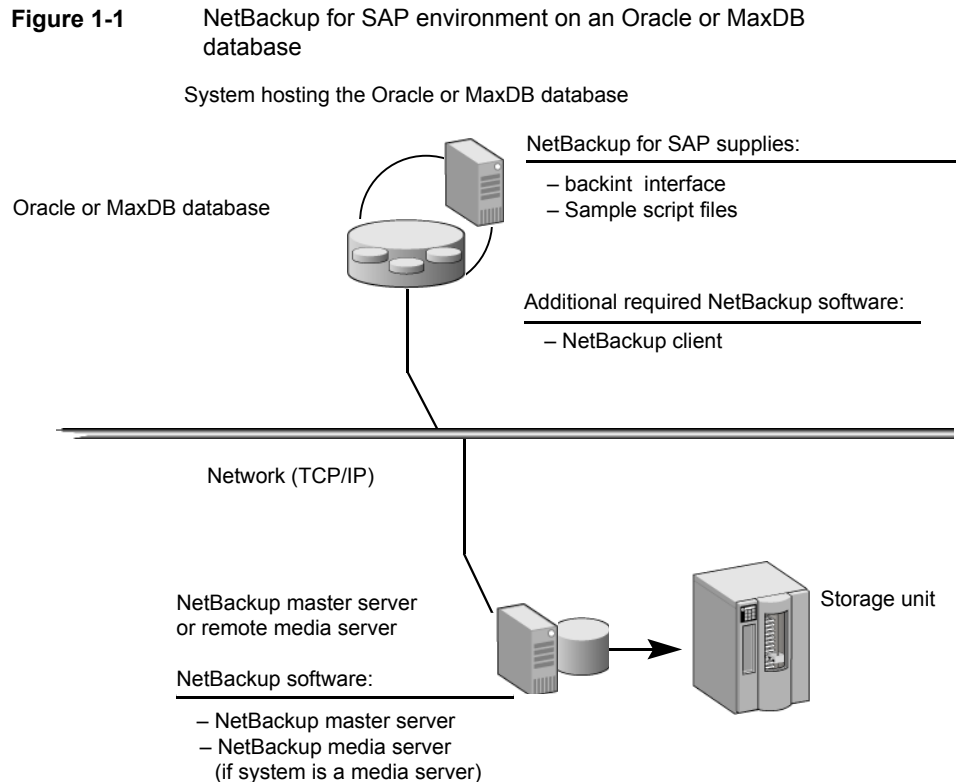 Figure 1-1 NetBackup for SAP environment on an Oracle or MaxDB
database
System hosting the Oracle or MaxDB database
NetBackup for SAP supplies:
– backint interface
– Sample script files
Oracle or MaxDB database
Additional required NetBackup software:
– NetBackup client
Network (TCP/IP)
NetBackup master server
or remote media server
Storage unit
NetBackup software:
– NetBackup master server
– NetBackup media server
(if system is a media server)